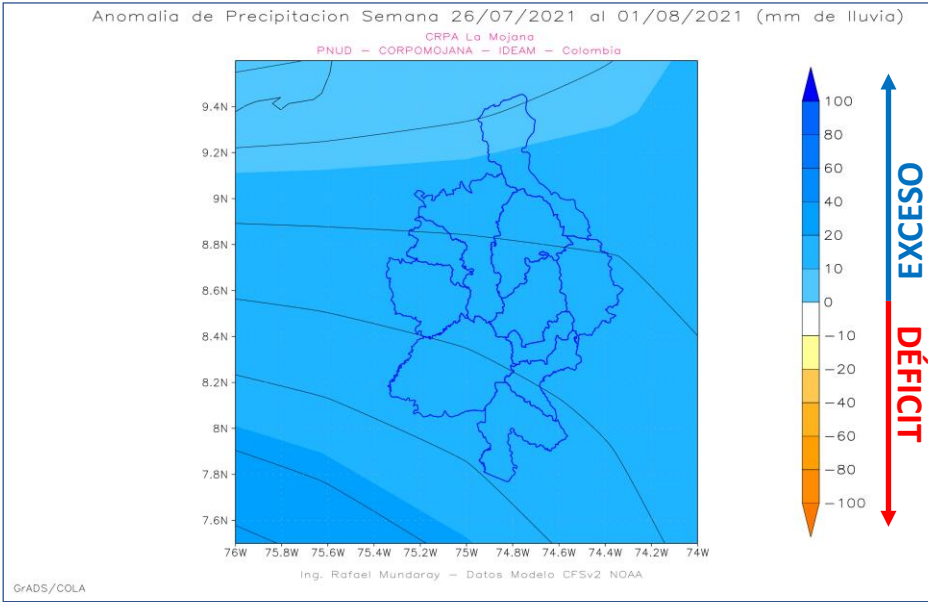 Anomalia de Precipitacion Semana 26/07/2021 al 01/08/2021 (mm de lluvia)
CRPA La Mojana
PNUD – CORPOMOJANA – IDEAM – Colombia
9.4N
9.2N
9N
8.8N
8.6N
8.4N
8.2N
8N
7.8N
7.6N
76W 75.8W 75.6W 75.4W 75.2W 75W 74.8W 74.6W 74.4W 74.2W 74W
100
80
60
40
20
10
0
−10
−20
−40
−60
−80
−100
EXCESO
DÉFICIT
Ing. Rafael Mundaray – Datos Modelo CFSv2 NOAA
GrADS/COLA